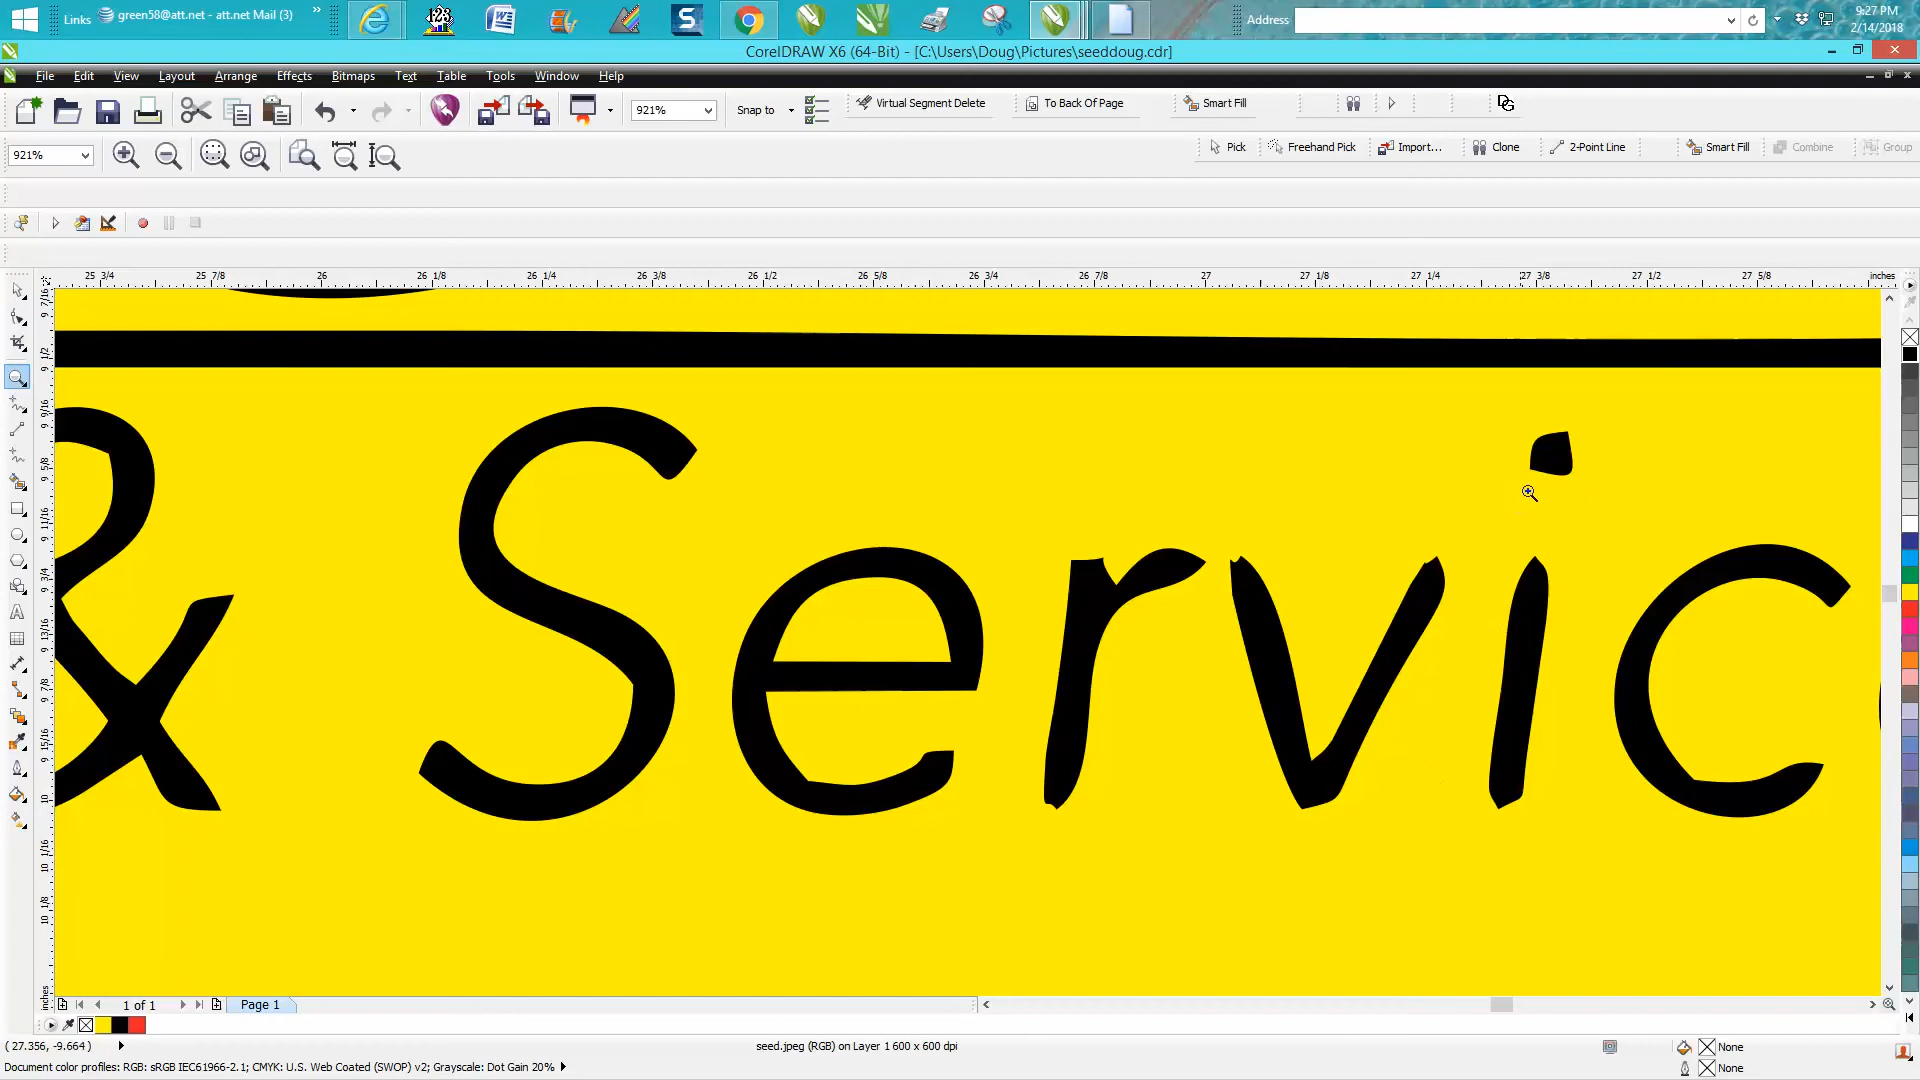 Links green58@att.net - att.net Mail (3) » Address 9:27 PM
2/14/2018
CorelDRAW X6 (64-Bit) - [C:\Users\Doug\Pictures\seeddoug.cdr]
File Edit View Layout Arrange Effects Bitmaps Text Table Tools Window Help
921% Snap to Virtual Segment Delete To Back Of Page Smart Fill
921% Pick Freehand Pick Import... Clone 2-Point Line Smart Fill Combine Group
25 3/4 25 7/8 26 26 1/8 26 1/4 26 3/8 26 1/2 26 5/8 26 3/4 26 7/8 27 27 1/8 27 1/4 27 3/8 27 1/2 27 5/8 inches
& Servic
1 of 1 Page 1
( 27.356, -9.664 ) seed.jpeg (RGB) on Layer 1 600 x 600 dpi None
Document color profiles: RGB: sRGB IEC61966-2.1; CMYK: U.S. Web Coated (SWOP) v2; Grayscale: Dot Gain 20% None